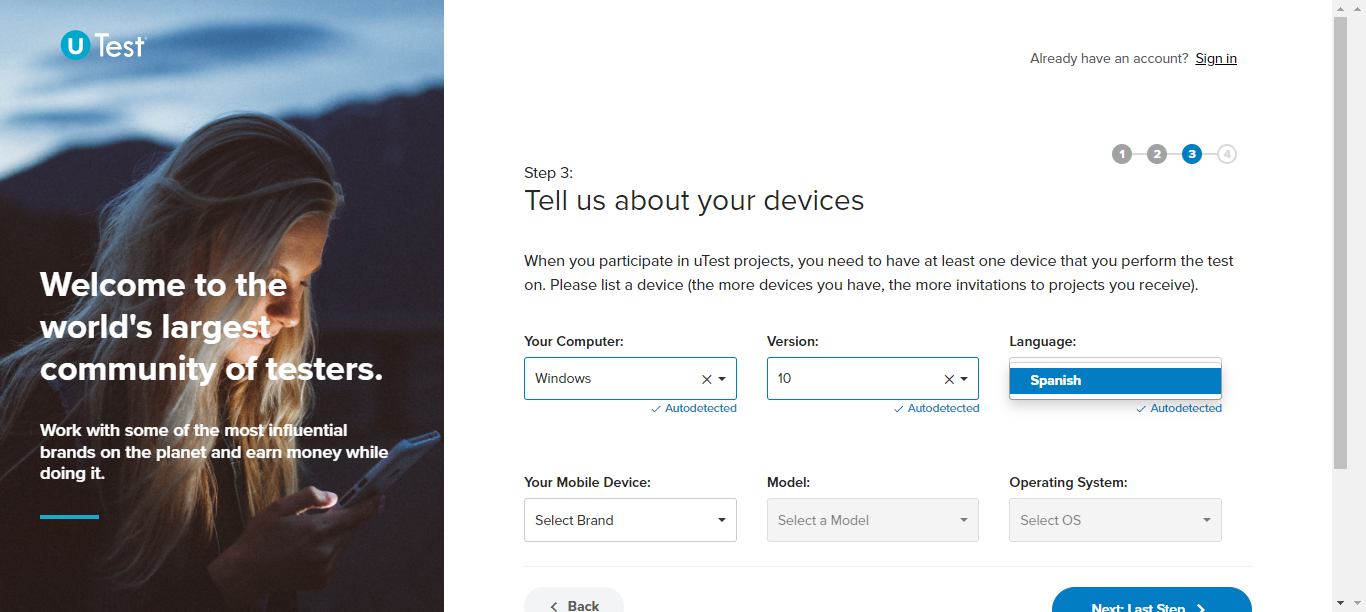 U Test
Already have an account? Sign in
1 2 3 4
Step 3:
Tell us about your devices
When you participate in uTest projects, you need to have at least one device that you perform the test
on. Please list a device (the more devices you have, the more invitations to projects you receive).
Welcome to the
world's largest
community of testers.
Work with some of the most influential
brands on the planet and earn money while
doing it.
Your Computer: Version: Language:
Windows 10 Spanish
Autodetected Autodetected Autodetected
Your Mobile Device: Model: Operating System:
Select Brand Select a Model Select OS
Back Next: Last Step